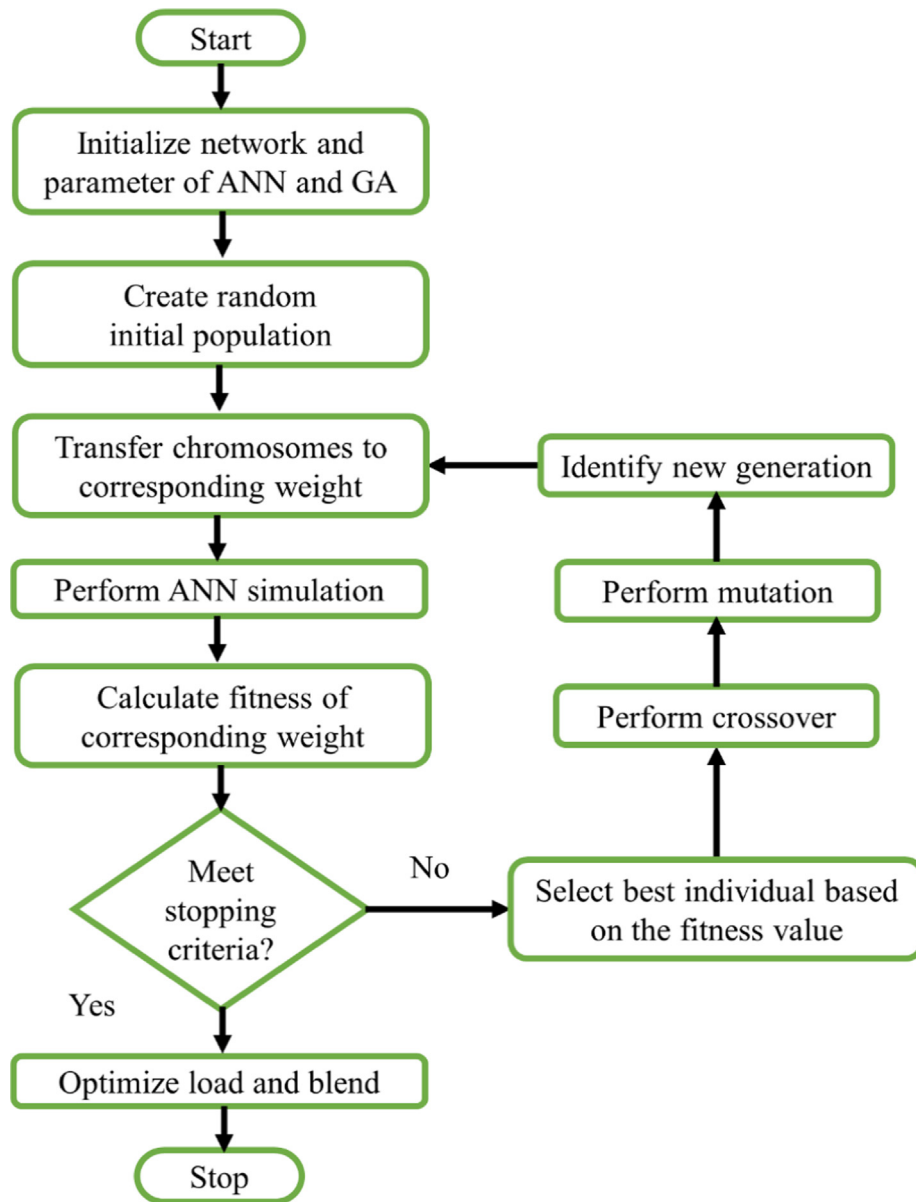 Start
Initialize network and
parameter of ANN and GA
Create random
initial population
Transfer chromosomes to
corresponding weight
Perform ANN simulation
Calculate fitness of
corresponding weight
Meet
stopping
criteria?
No
Select best individual based
on the fitness value
Perform crossover
Perform mutation
Identify new generation
Yes
Optimize load and blend
Stop